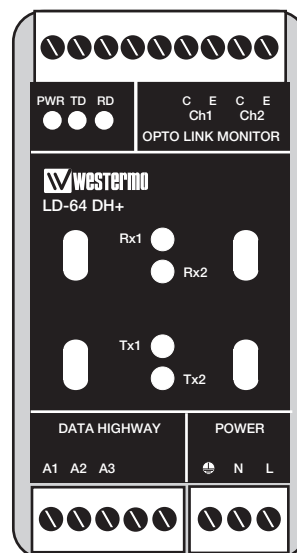 PWR TD RD
C E C E
Ch1 Ch2
OPTO LINK MONITOR
westermo
LD-64 DH+
Rx1
Rx2
Tx1
Tx2
DATA HIGHWAY
POWER
A1 A2 A3
N L